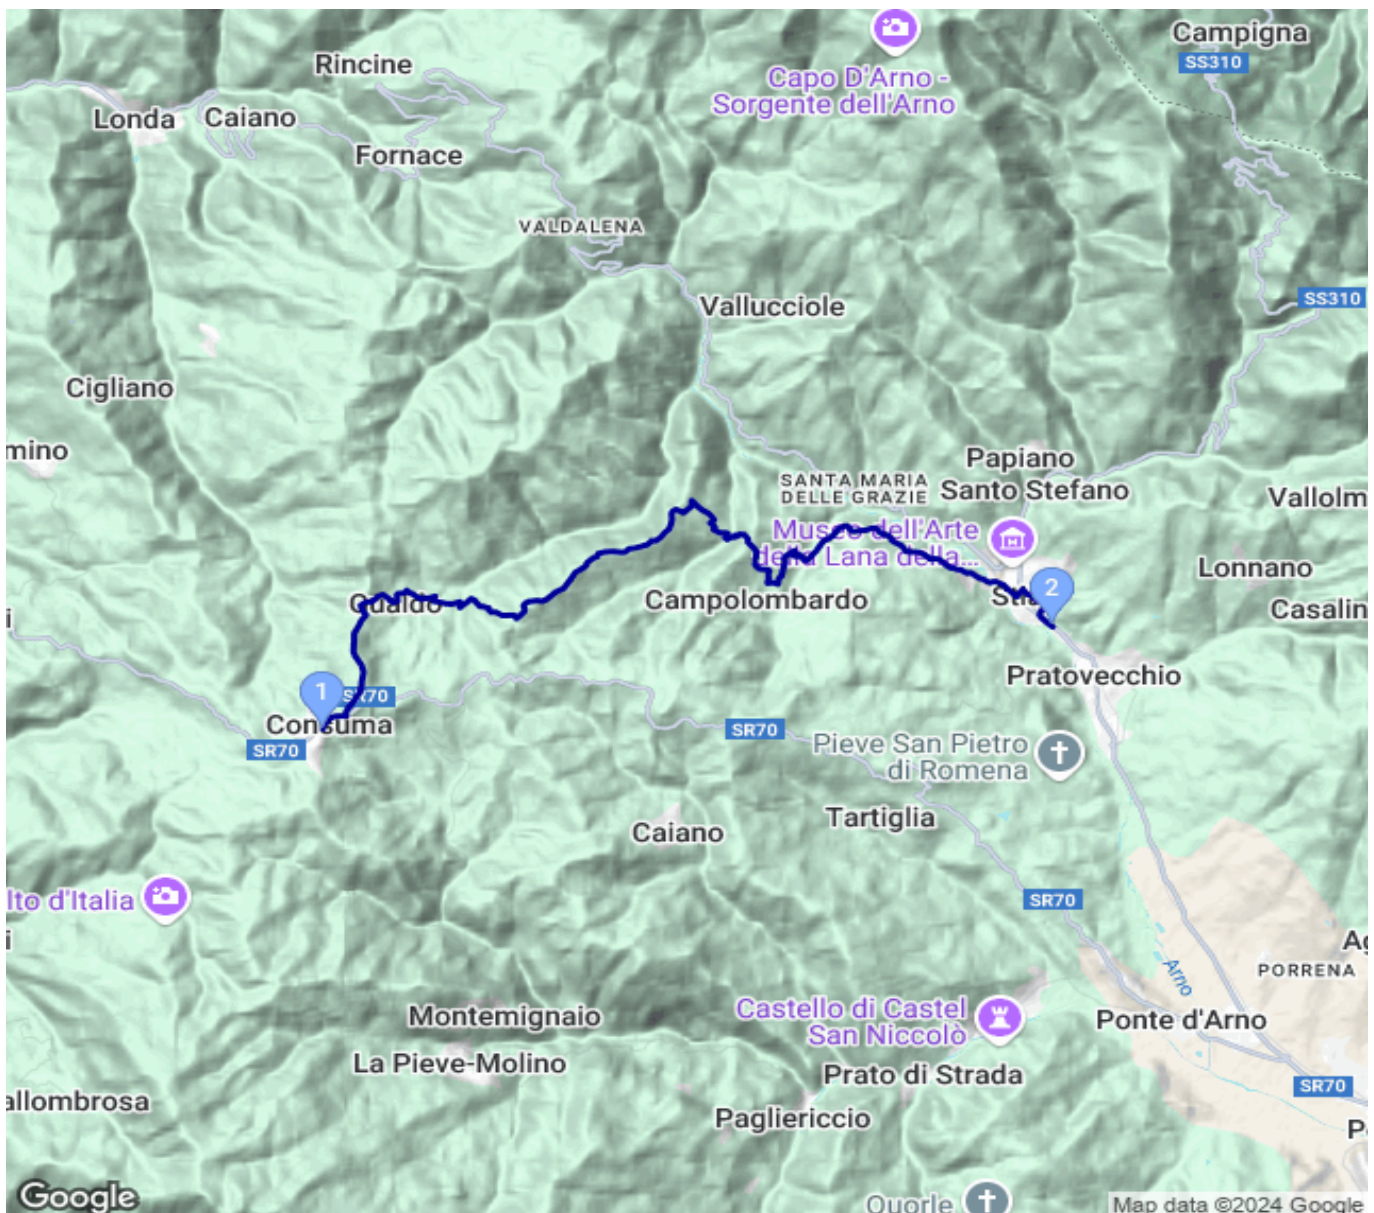 Campigna
SS310
Rincine
Capo D'Arno -
Sorgente dell'Arno
Londa
Caiano
Fornace
VALDALENA
SS310
Vallucciole
Cigliano
mino
Papiano
SANTA MARIA
DELLE GRAZIE
Santo Stefano
Vallolm
Museo dell'Arte
della Lana della...
Lonnano
Gualdo
Campolombardo
2
Casalin
i
Pratovecchio
1
SR70
Consuma
SR70
SR70
Pieve San Pietro
di Romena
Tartiglia
Caiano
lto d'Italia
SR70
i
Ag
Arno
PORRENA
Montemignaio
Castello di Castel
San Niccolò
Ponte d'Arno
La Pieve-Molino
Prato di Strada
SR70
allombrosa
Pagliericcio
P
Google
Quorle
Map data ©2024 Google